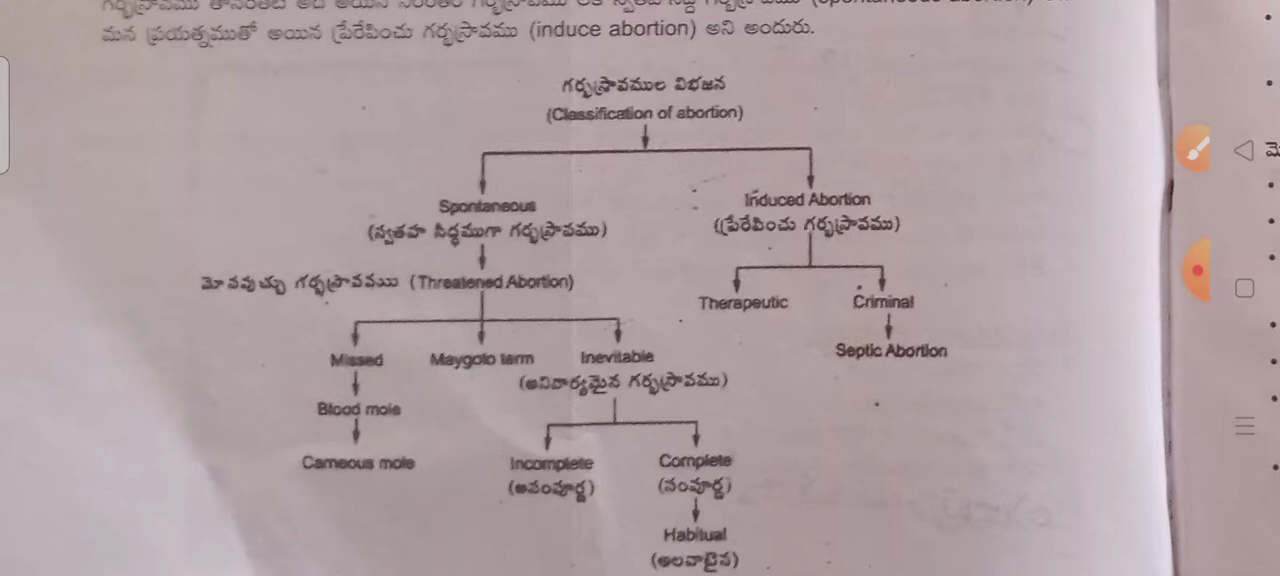 మన ప్రయత్నముతో అయిన ప్రేరేపించు గర్భస్రావము (induce abortion) అని అందురు.
గర్భస్రావముల విభజన
(Classification of abortion)
Spontaneous
Induced Abortion
(స్వతహ సిద్ధముగా గర్భస్రావము)
(ప్రేరేపించు గర్భస్రావము)
గర్భస్రావము (Threatened Abortion)
Therapeutic
Criminal
Missed
Maygoto term
Inevitable
Septic Abortion
(అనివార్యమైన గర్భస్రావము)
Blood mole
Carneous mole
Incomplete
Complete
(అసంపూర్ణ)
(సంపూర్ణ)
Habitual
(అలవాటైన)